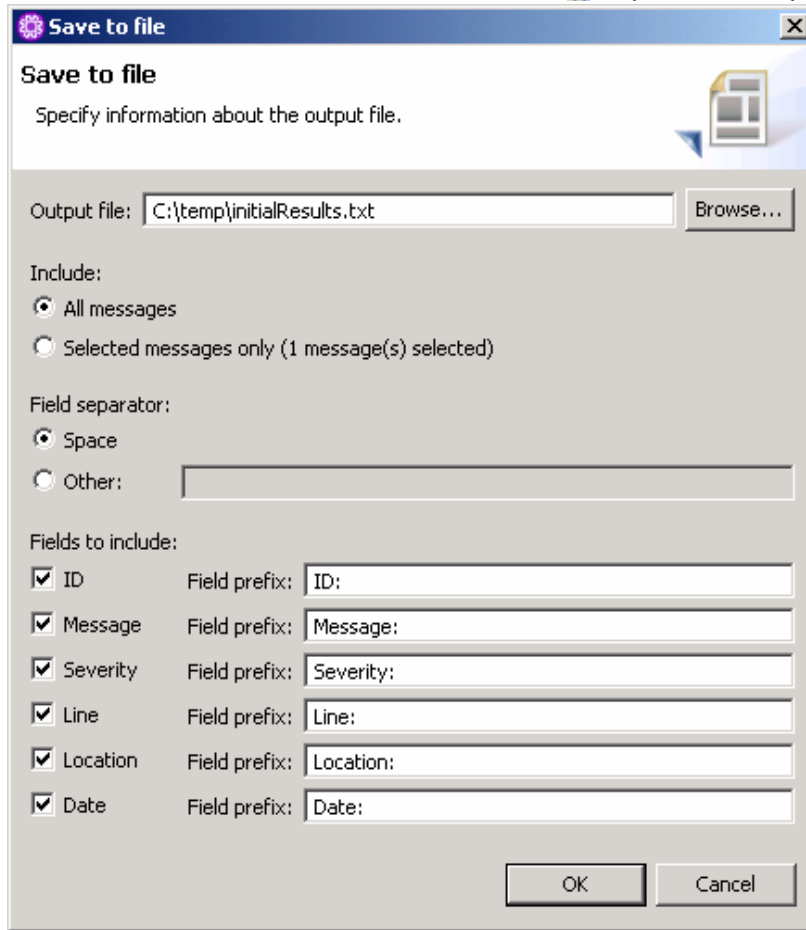 Save to file
Save to file
Specify information about the output file.
Output file: C:\temp\initialResults.txt Browse...
Include:
All messages
Selected messages only (1 message(s) selected)
Field separator:
Space
Other:
Fields to include:
ID Field prefix: ID:
Message Field prefix: Message:
Severity Field prefix: Severity:
Line Field prefix: Line:
Location Field prefix: Location:
Date Field prefix: Date:
OK Cancel